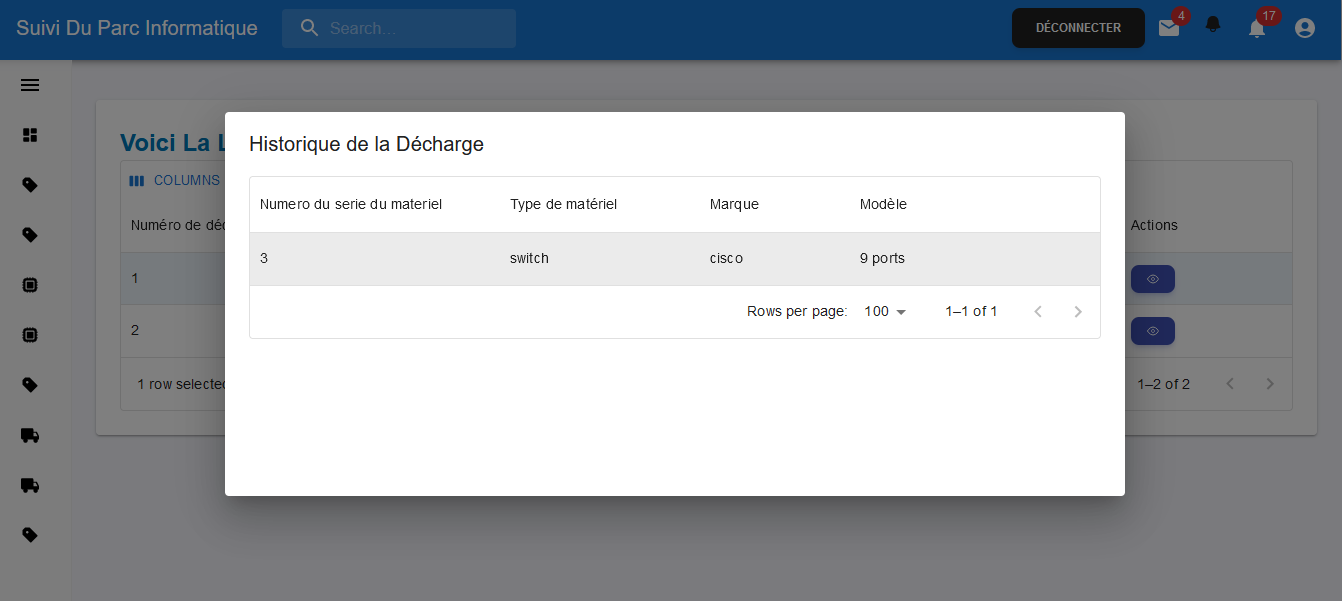 Suivi Du Parc Informatique Search... DÉCONNECTER 4 17
Voici La L
COLUMNS
Numéro de déc Actions
1
2
1 row selected 1–2 of 2
Historique de la Décharge
Numero du serie du materiel Type de matériel Marque Modèle
3 switch cisco 9 ports
Rows per page: 100 1–1 of 1